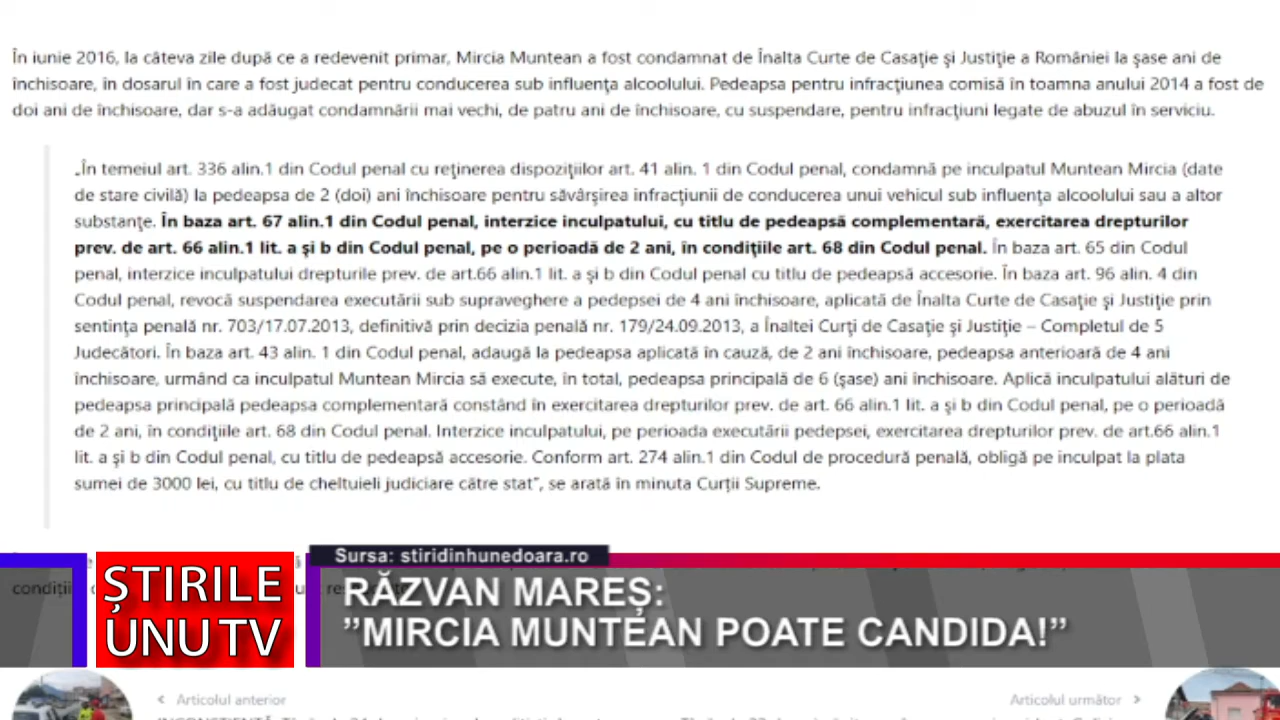 În iunie 2016, la câteva zile după ce a redevenit primar, Mircia Muntean a fost condamnat de Înalta Curte de Casaţie şi Justiţie a României la şase ani de
închisoare, în dosarul în care a fost judecat pentru conducerea sub influenţa alcoolului. Pedeapsa pentru infracţiunea comisă în toamna anului 2014 a fost de
doi ani de închisoare, dar s-a adăugat condamnării mai vechi, de patru ani de închisoare, cu suspendare, pentru infracţiuni legate de abuzul în serviciu.
„În temeiul art. 336 alin.1 din Codul penal cu reţinerea dispoziţiilor art. 41 alin. 1 din Codul penal, condamnă pe inculpatul Muntean Mircia (date
de stare civilă) la pedeapsa de 2 (doi) ani închisoare pentru săvârşirea infracţiunii de conducerea unui vehicul sub influenţa alcoolului sau a altor
substanţe. În baza art. 67 alin.1 din Codul penal, interzice inculpatului, cu titlu de pedeapsă complementară, exercitarea drepturilor
prev. de art. 66 alin.1 lit. a şi b din Codul penal, pe o perioadă de 2 ani, în condiţiile art. 68 din Codul penal. În baza art. 65 din Codul
penal, interzice inculpatului drepturile prev. de art.66 alin.1 lit. a şi b din Codul penal cu titlu de pedeapsă accesorie. În baza art. 96 alin. 4 din
Codul penal, revocă suspendarea executării sub supraveghere a pedepsei de 4 ani închisoare, aplicată de Înalta Curte de Casaţie şi Justiţie prin
sentinţa penală nr. 703/17.07.2013, definitivă prin decizia penală nr. 179/24.09.2013, a Înaltei Curţi de Casaţie şi Justiţie – Completul de 5
Judecători. În baza art. 43 alin. 1 din Codul penal, adaugă la pedeapsa aplicată în cauză, de 2 ani închisoare, pedeapsa anterioară de 4 ani
închisoare, urmând ca inculpatul Muntean Mircia să execute, în total, pedeapsa principală de 6 (şase) ani închisoare. Aplică inculpatului alături de
pedeapsa principală pedeapsa complementară constând în exercitarea drepturilor prev. de art. 66 alin.1 lit. a şi b din Codul penal, pe o perioadă
de 2 ani, în condiţiile art. 68 din Codul penal. Interzice inculpatului, pe perioada executării pedepsei, exercitarea drepturilor prev. de art.66 alin.1
lit. a şi b din Codul penal, cu titlu de pedeapsă accesorie. Conform art. 274 alin.1 din Codul de procedură penală, obligă pe inculpat la plata
sumei de 3000 lei, cu titlu de cheltuieli judiciare către stat”, se arată în minuta Curţii Supreme.
Sursa: stiridinhunedoara.ro
ȘTIRILE
UNU TV
RĂZVAN MAREȘ:
”MIRCIA MUNTEAN POATE CANDIDA!”
Articolul anterior
Articolul următor